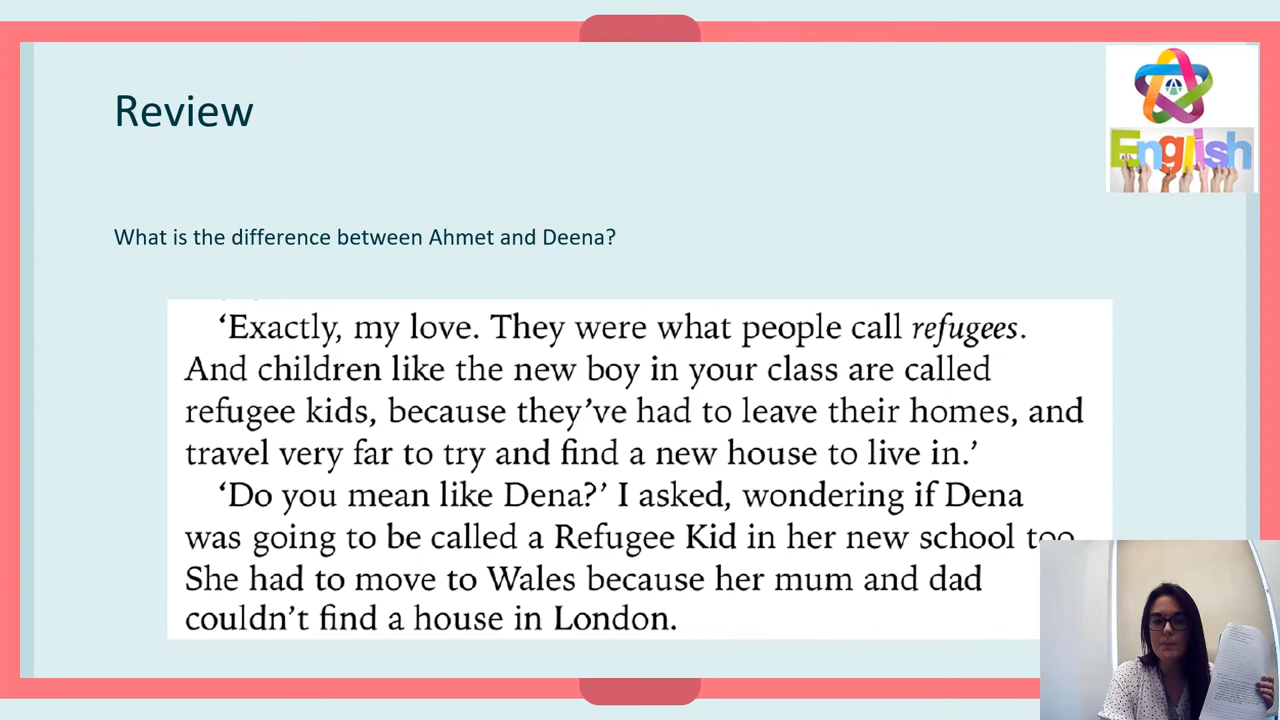 Review
English
What is the difference between Ahmet and Deena?
‘Exactly, my love. They were what people call refugees.
And children like the new boy in your class are called
refugee kids, because they’ve had to leave their homes, and
travel very far to try and find a new house to live in.’
‘Do you mean like Dena?’ I asked, wondering if Dena
was going to be called a Refugee Kid in her new school too.
She had to move to Wales because her mum and dad
couldn’t find a house in London.